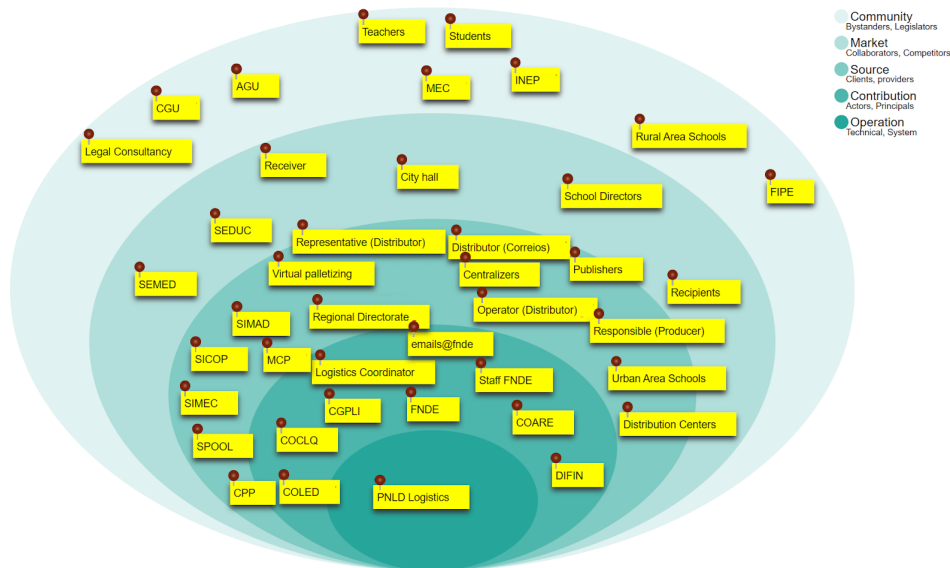 Teachers
Students
Community
Bystanders, Legislators
Market
Collaborators, Competitors
Source
Clients, providers
Contribution
Actors, Principals
Operation
Technical, System
AGU
MEC
INEP
CGU
Legal Consultancy
Rural Area Schools
Receiver
City hall
School Directors
FIPE
SEDUC
Representative (Distributor)
Distributor (Correios)
SEMED
Virtual palletizing
Centralizers
Publishers
Recipients
SIMAD
Regional Directorate
Operator (Distributor)
Responsible (Producer)
SICOP
MCP
emails@fnde
Logistics Coordinator
Staff FNDE
Urban Area Schools
SIMEC
CGPLI
FNDE
COARE
Distribution Centers
SPOOL
COCLQ
DIFIN
CPP
COLED
PNLD Logistics